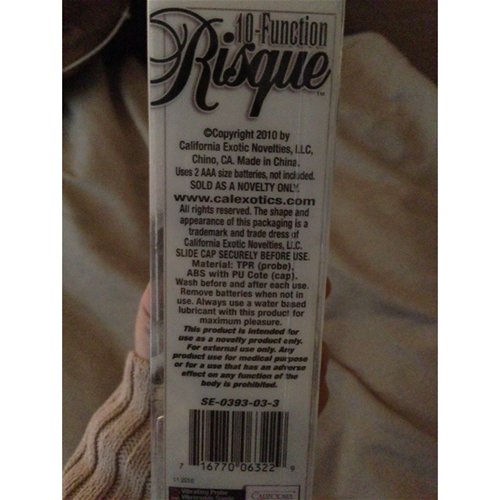 10-Function
Risque™
©Copyright 2010 by
California Exotic Novelties, LLC,
Chino, CA. Made in China.
Uses 2 AAA size batteries, not included.
SOLD AS A NOVELTY ONLY.
www.calexotics.com
All rights reserved. The shape and
appearance of this packaging is a
trademark and trade dress of
California Exotic Novelties, LLC.
SLIDE CAP SECURELY BEFORE USE.
Material: TPR (probe),
ABS with PU Cote (cap).
Wash before and after each use.
Remove batteries when not in
use. Always use a water based
lubricant with this product for
maximum pleasure.
This product is intended for
use as a novelty product only.
For external use only. Any
product use for medical purpose
or for a use that has an adverse
effect on any function of the
body is prohibited.
SE-0393-03-3
7 16770 06322 9